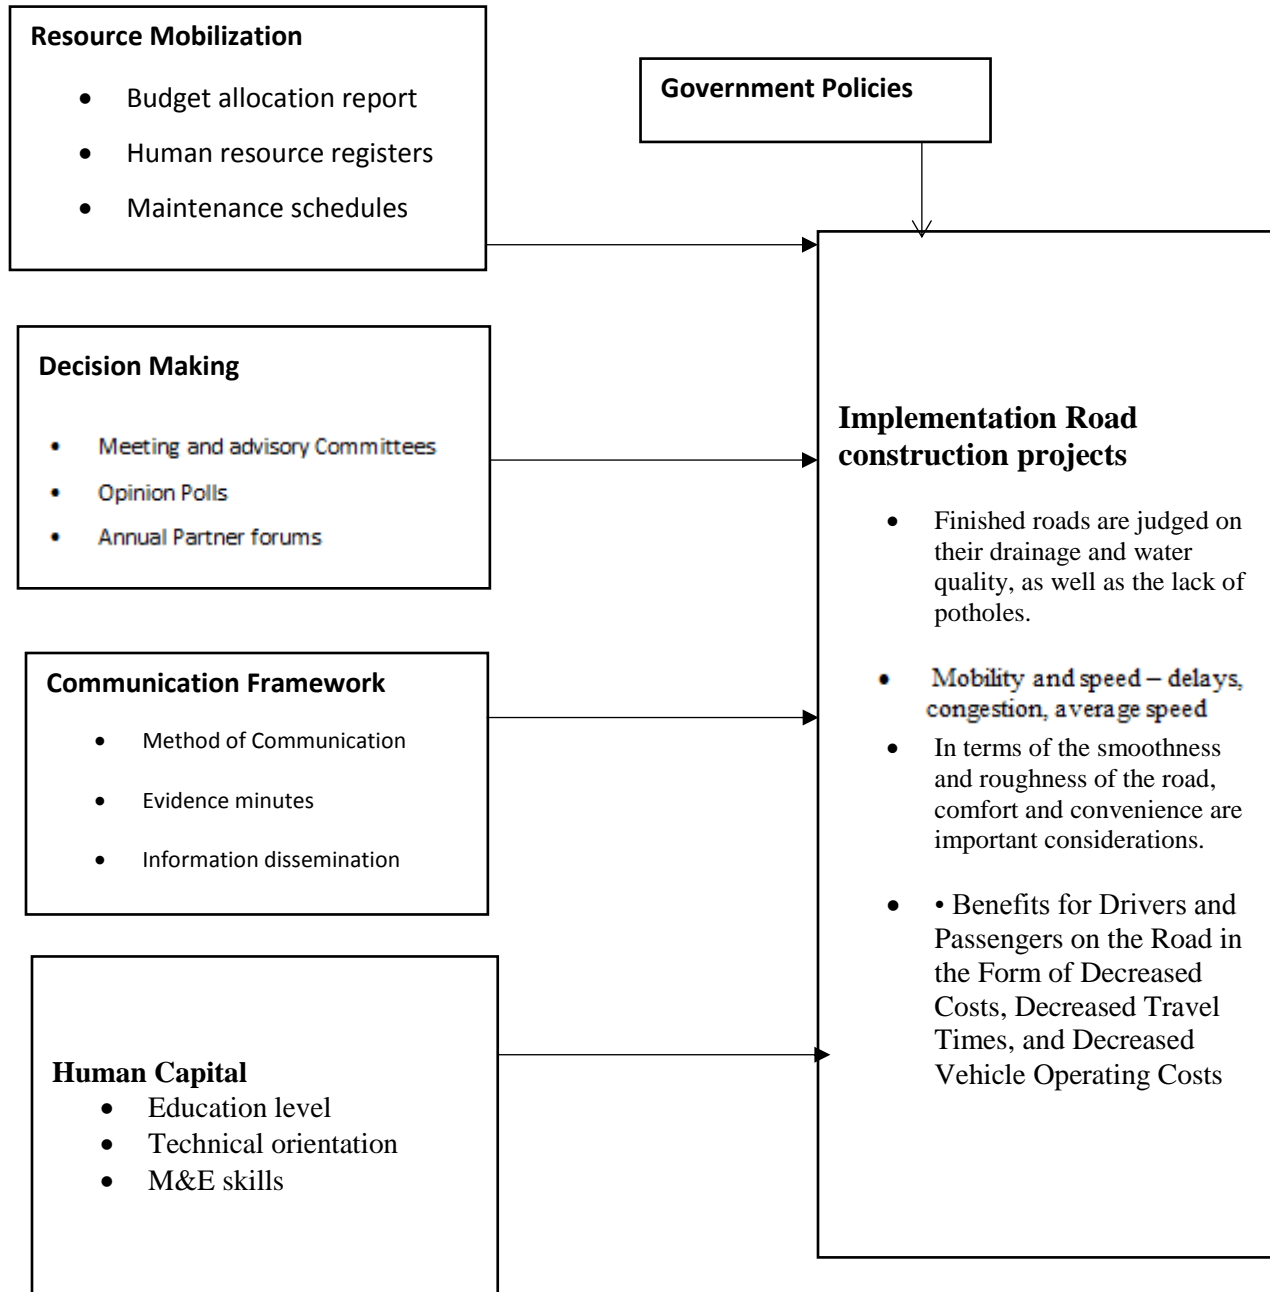 Resource Mobilization
• Budget allocation report
• Human resource registers
• Maintenance schedules
Government Policies
Decision Making
• Meeting and advisory Committees
• Opinion Polls
• Annual Partner forums
Communication Framework
• Method of Communication
• Evidence minutes
• Information dissemination
Human Capital
• Education level
• Technical orientation
• M&E skills
Implementation Road
construction projects
• Finished roads are judged on
their drainage and water
quality, as well as the lack of
potholes.
• Mobility and speed – delays,
congestion, average speed
• In terms of the smoothness
and roughness of the road,
comfort and convenience are
important considerations.
• • Benefits for Drivers and
Passengers on the Road in
the Form of Decreased
Costs, Decreased Travel
Times, and Decreased
Vehicle Operating Costs